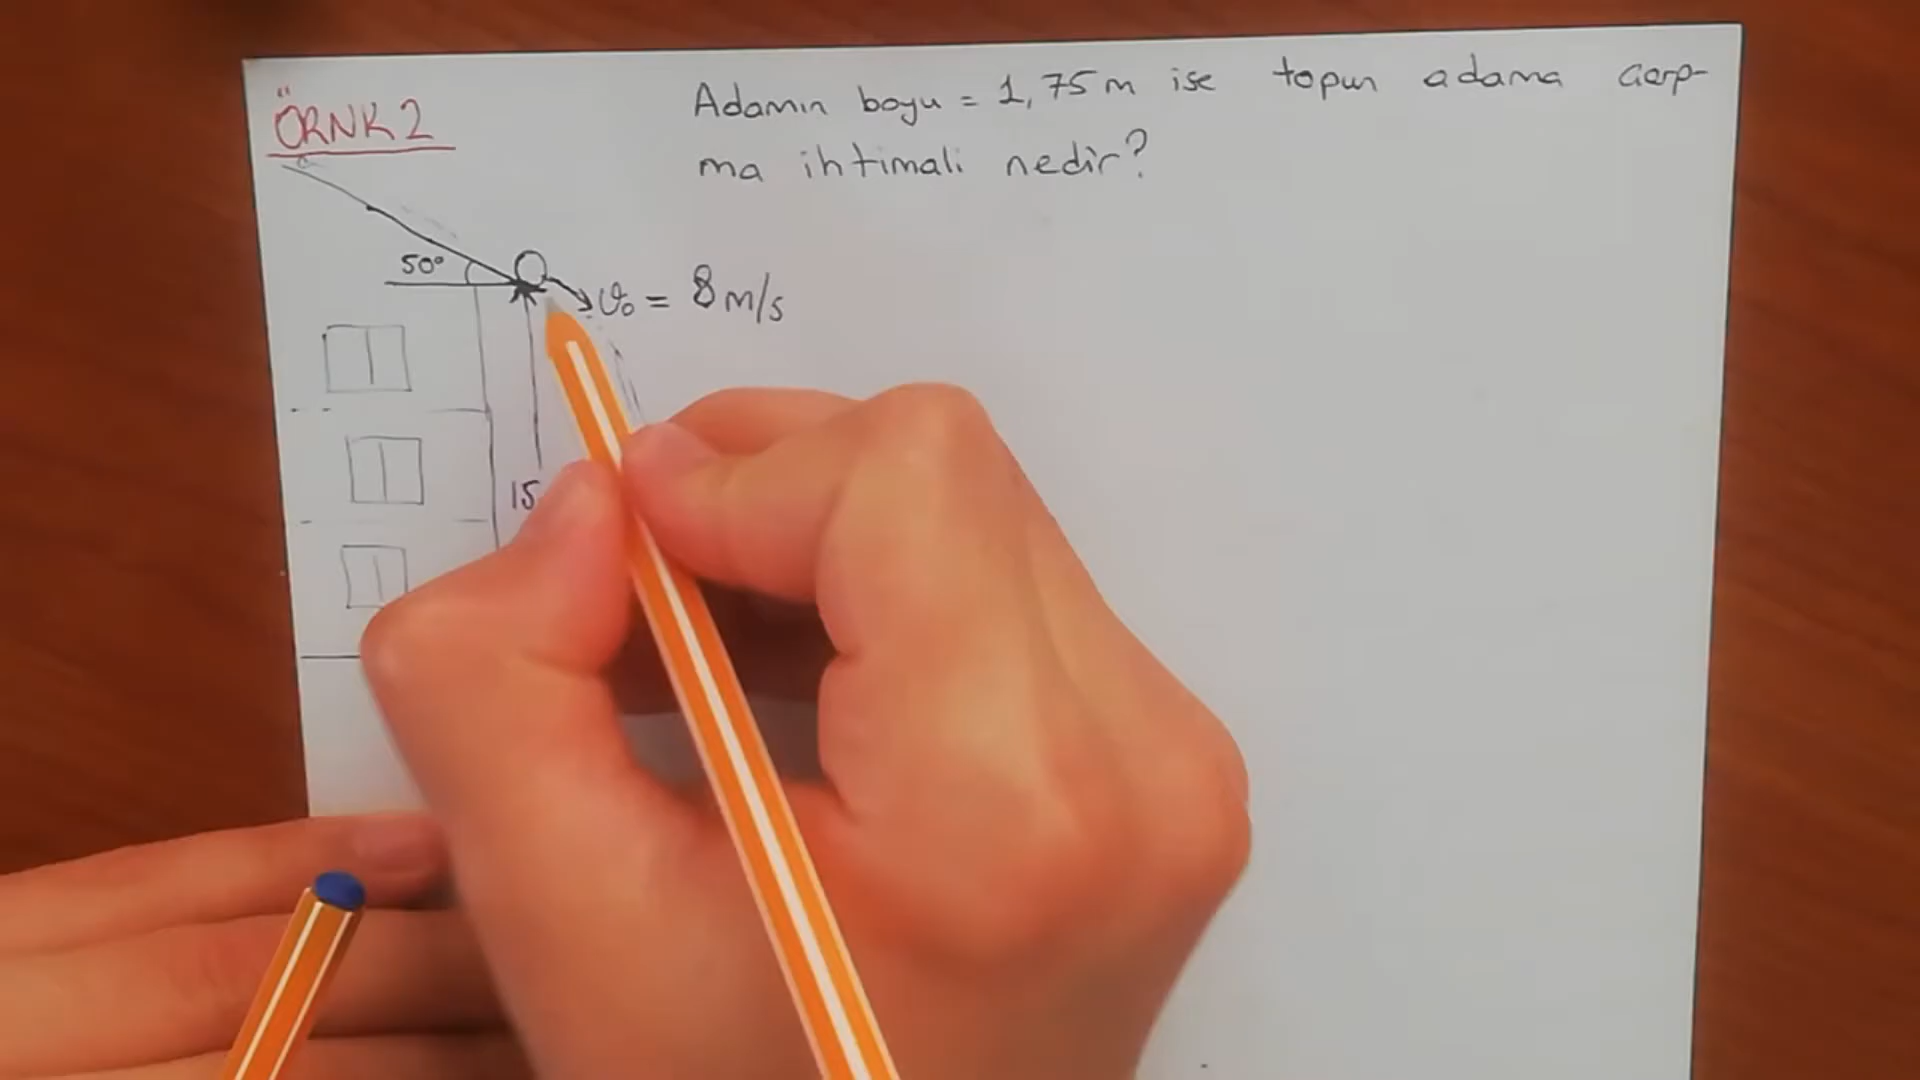 ÖRNK 2
Adamın boyu = 1,75 m ise topun adama çarp-
ma ihtimali nedir?
50°
V₀ = 8 m/s
15